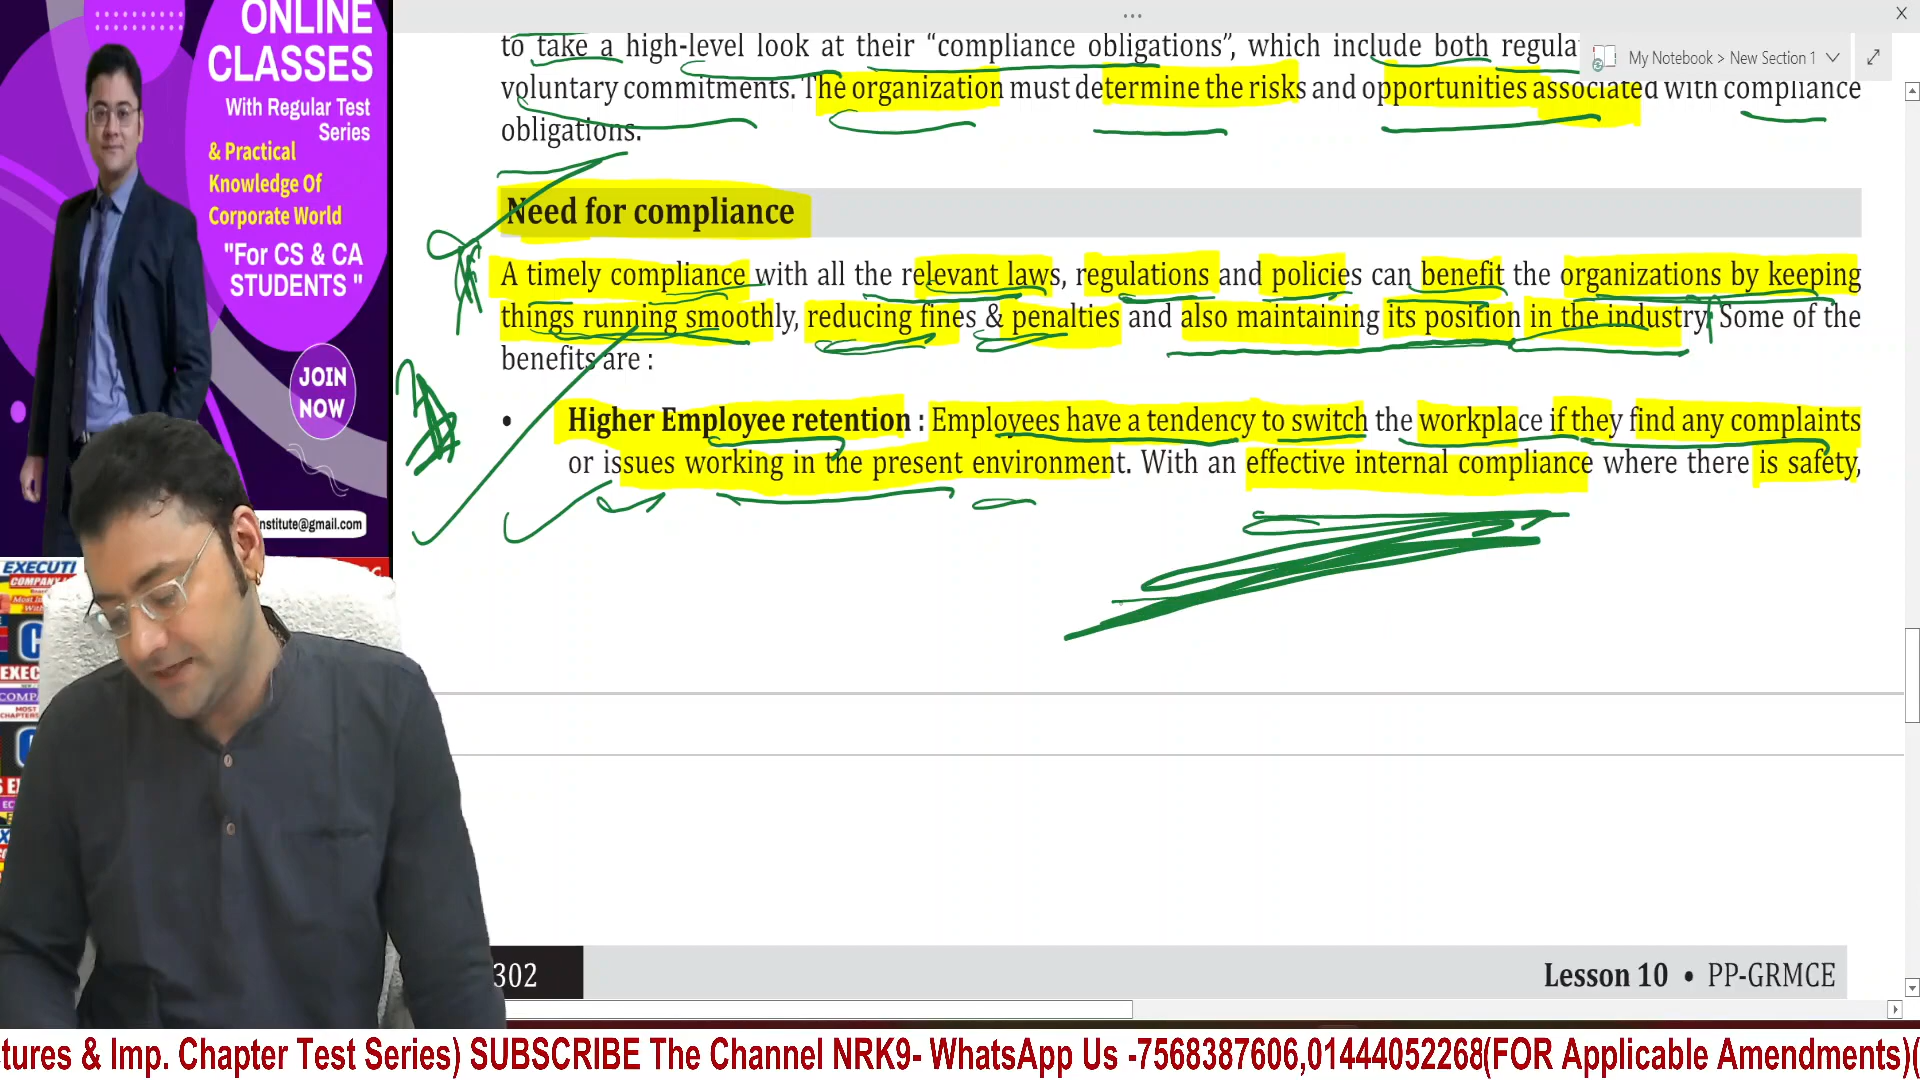 ONLINE
CLASSES
With Regular Test
Series
& Practical
Knowledge Of
Corporate World
"For CS & CA
STUDENTS "
JOIN
NOW
nstitute@gmail.com
EXECUTI
My Notebook > New Section 1
to take a high-level look at their “compliance obligations”, which include both regula
voluntary commitments. The organization must determine the risks and opportunities associated with compliance
obligations.
Need for compliance
A timely compliance with all the relevant laws, regulations and policies can benefit the organizations by keeping
things running smoothly, reducing fines & penalties and also maintaining its position in the industry. Some of the
benefits are :
• Higher Employee retention : Employees have a tendency to switch the workplace if they find any complaints
or issues working in the present environment. With an effective internal compliance where there is safety,
302
Lesson 10 • PP-GRMCE
tures & Imp. Chapter Test Series) SUBSCRIBE The Channel NRK9- WhatsApp Us -7568387606,01444052268(FOR Applicable Amendments)(